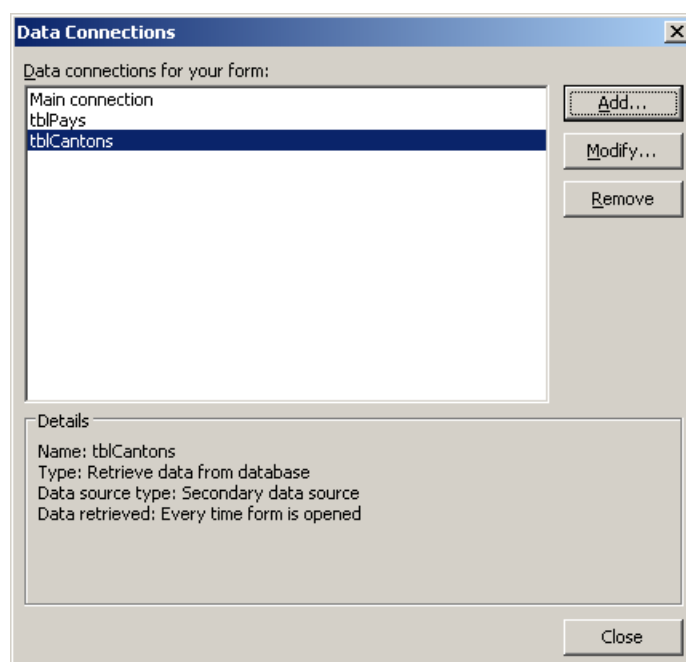 Data Connections
Data connections for your form:
Main connection
tblPays
tblCantons
Add...
Modify...
Remove
Details
Name: tblCantons
Type: Retrieve data from database
Data source type: Secondary data source
Data retrieved: Every time form is opened
Close